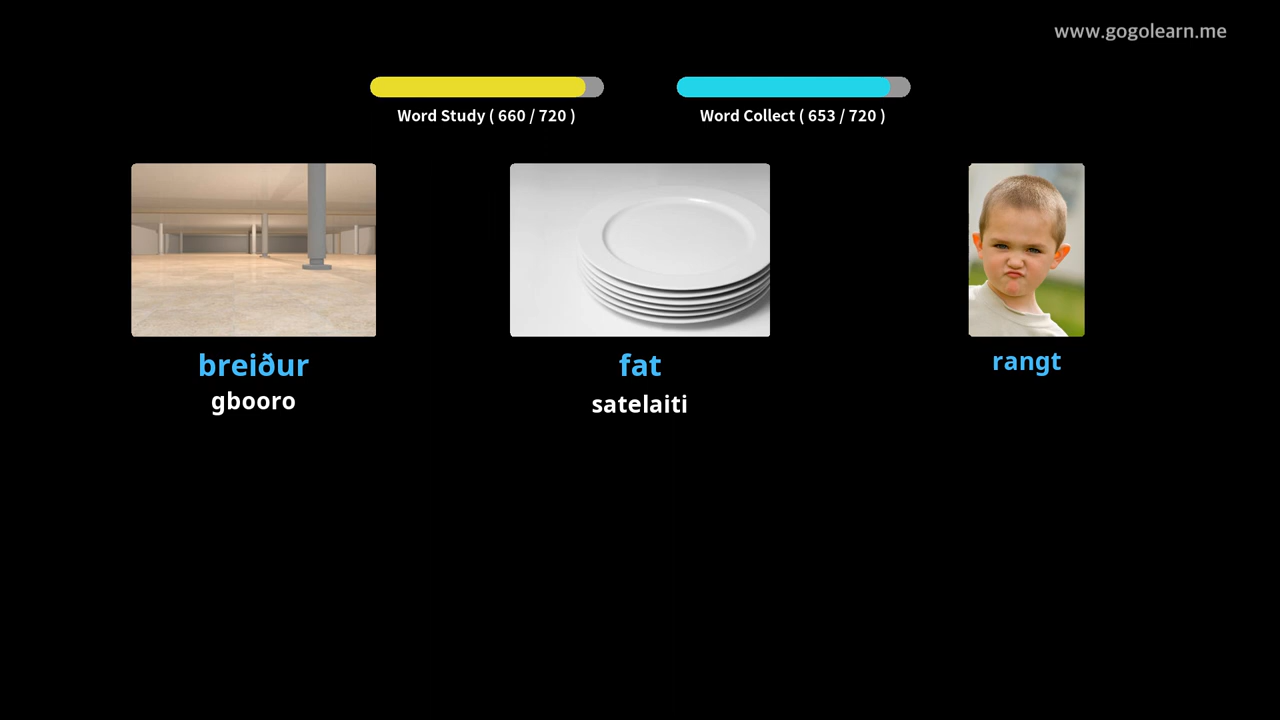 www.gogolearn.me
Word Study ( 660 / 720 )
Word Collect ( 653 / 720 )
breiður
fat
rangt
gbooro
satelaiti